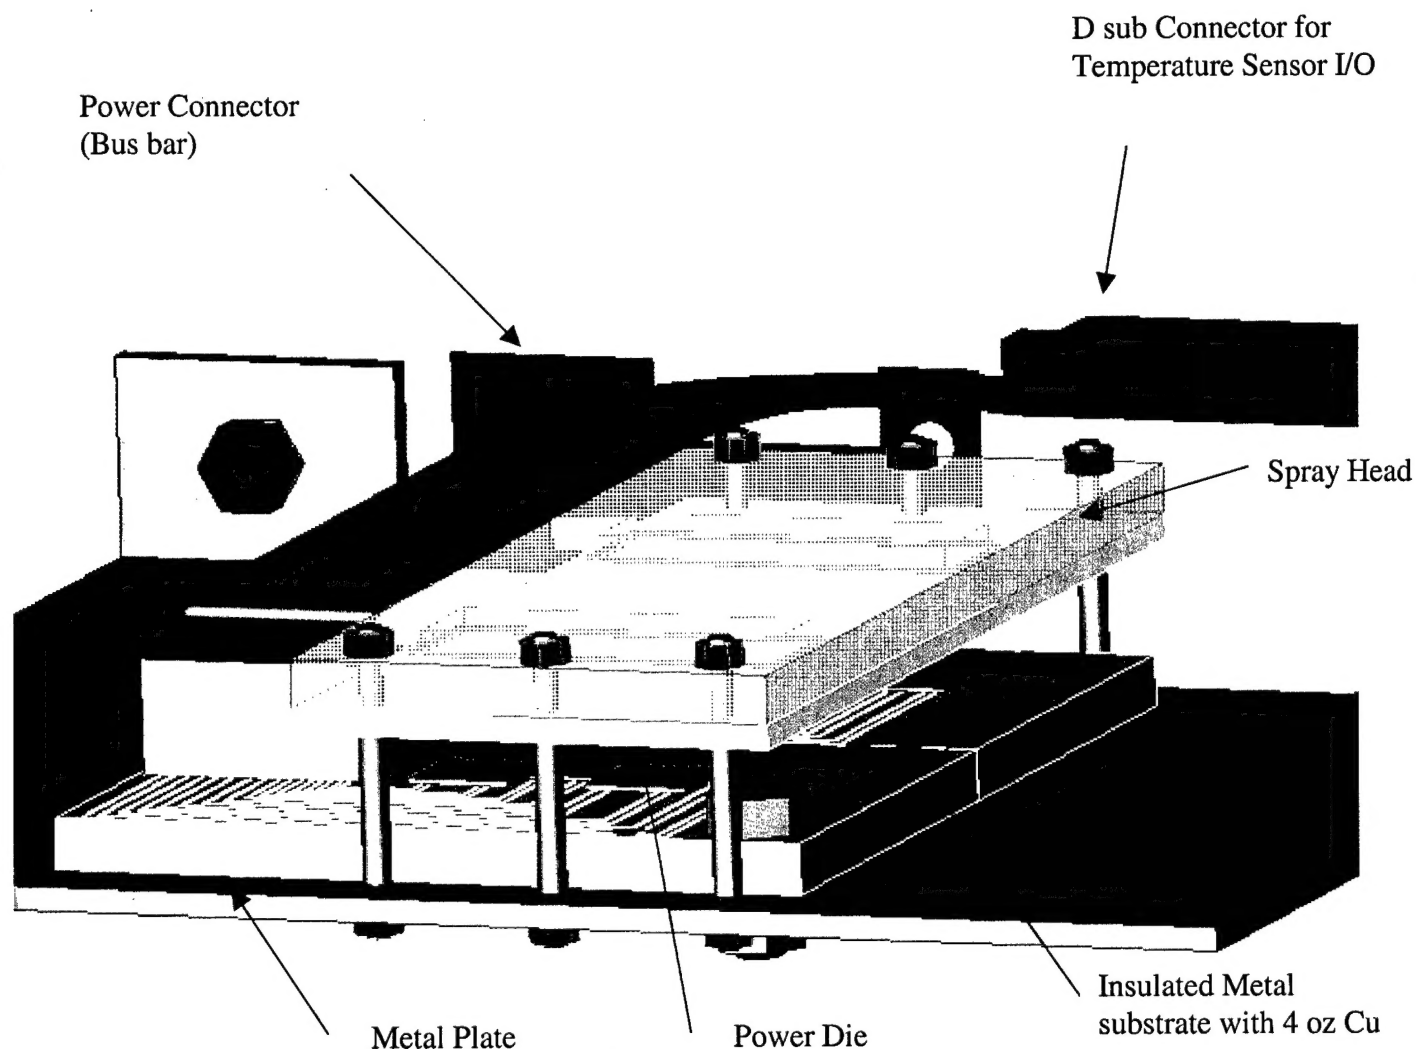 D sub Connector for
Temperature Sensor I/O
Power Connector
(Bus bar)
Spray Head
Insulated Metal
substrate with 4 oz Cu
Metal Plate
Power Die